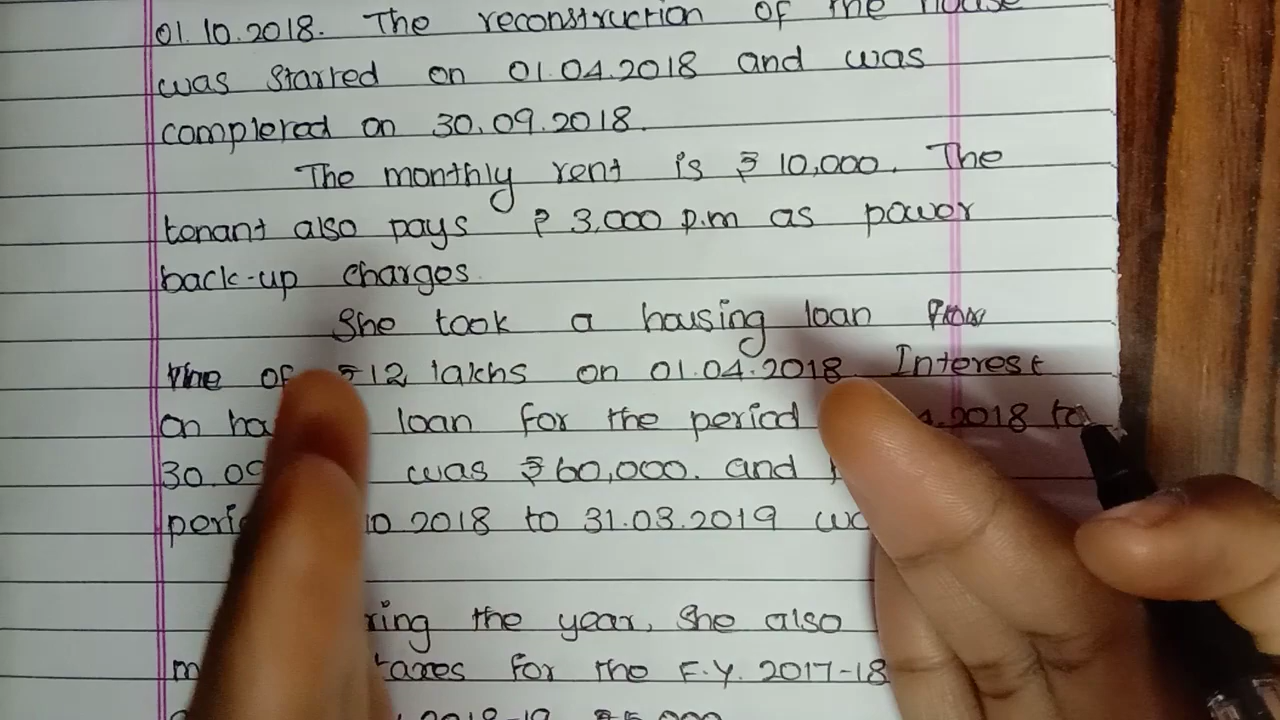 01.10.2018. The reconstruction of the house
was started on 01.04.2018 and was
completed on 30.09.2018.
The monthly rent is ₹ 10,000. The
tenant also pays ₹ 3,000 p.m as power
back-up charges.
She took a housing loan
of ₹12 lakhs on 01.04.2018 Interest
on loan for the period 2018 to
30.09 was ₹60,000. and
10 2018 to 31.03.2019
the year, She also
taxes for the F.Y. 2017-18